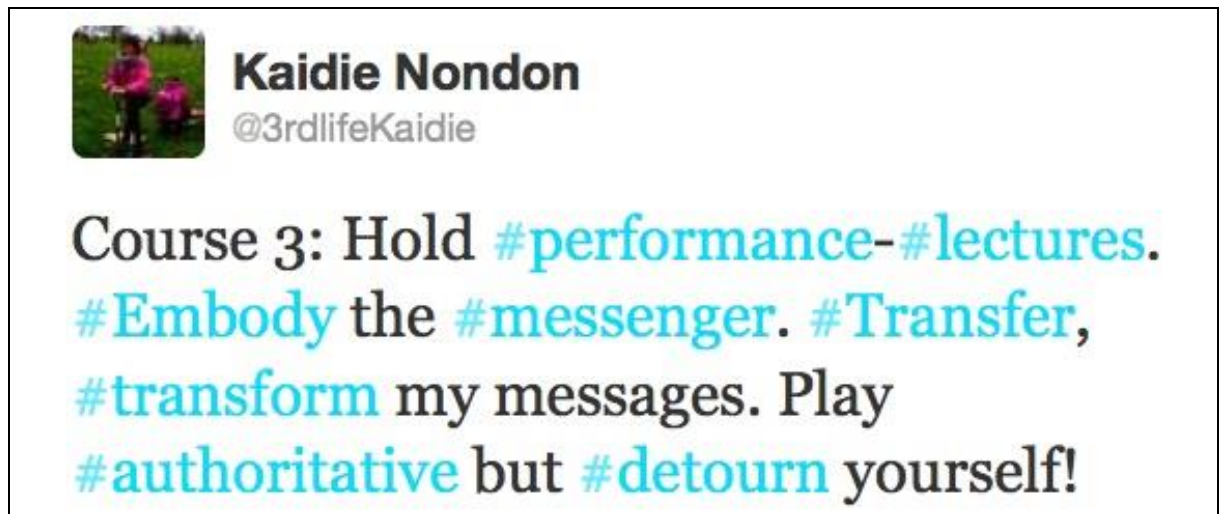 Kaidie Nondon
@3rdlifeKaidie
Course 3: Hold #performance-#lectures.
#Embody the #messenger. #Transfer,
#transform my messages. Play
#authoritative but #detourn yourself!